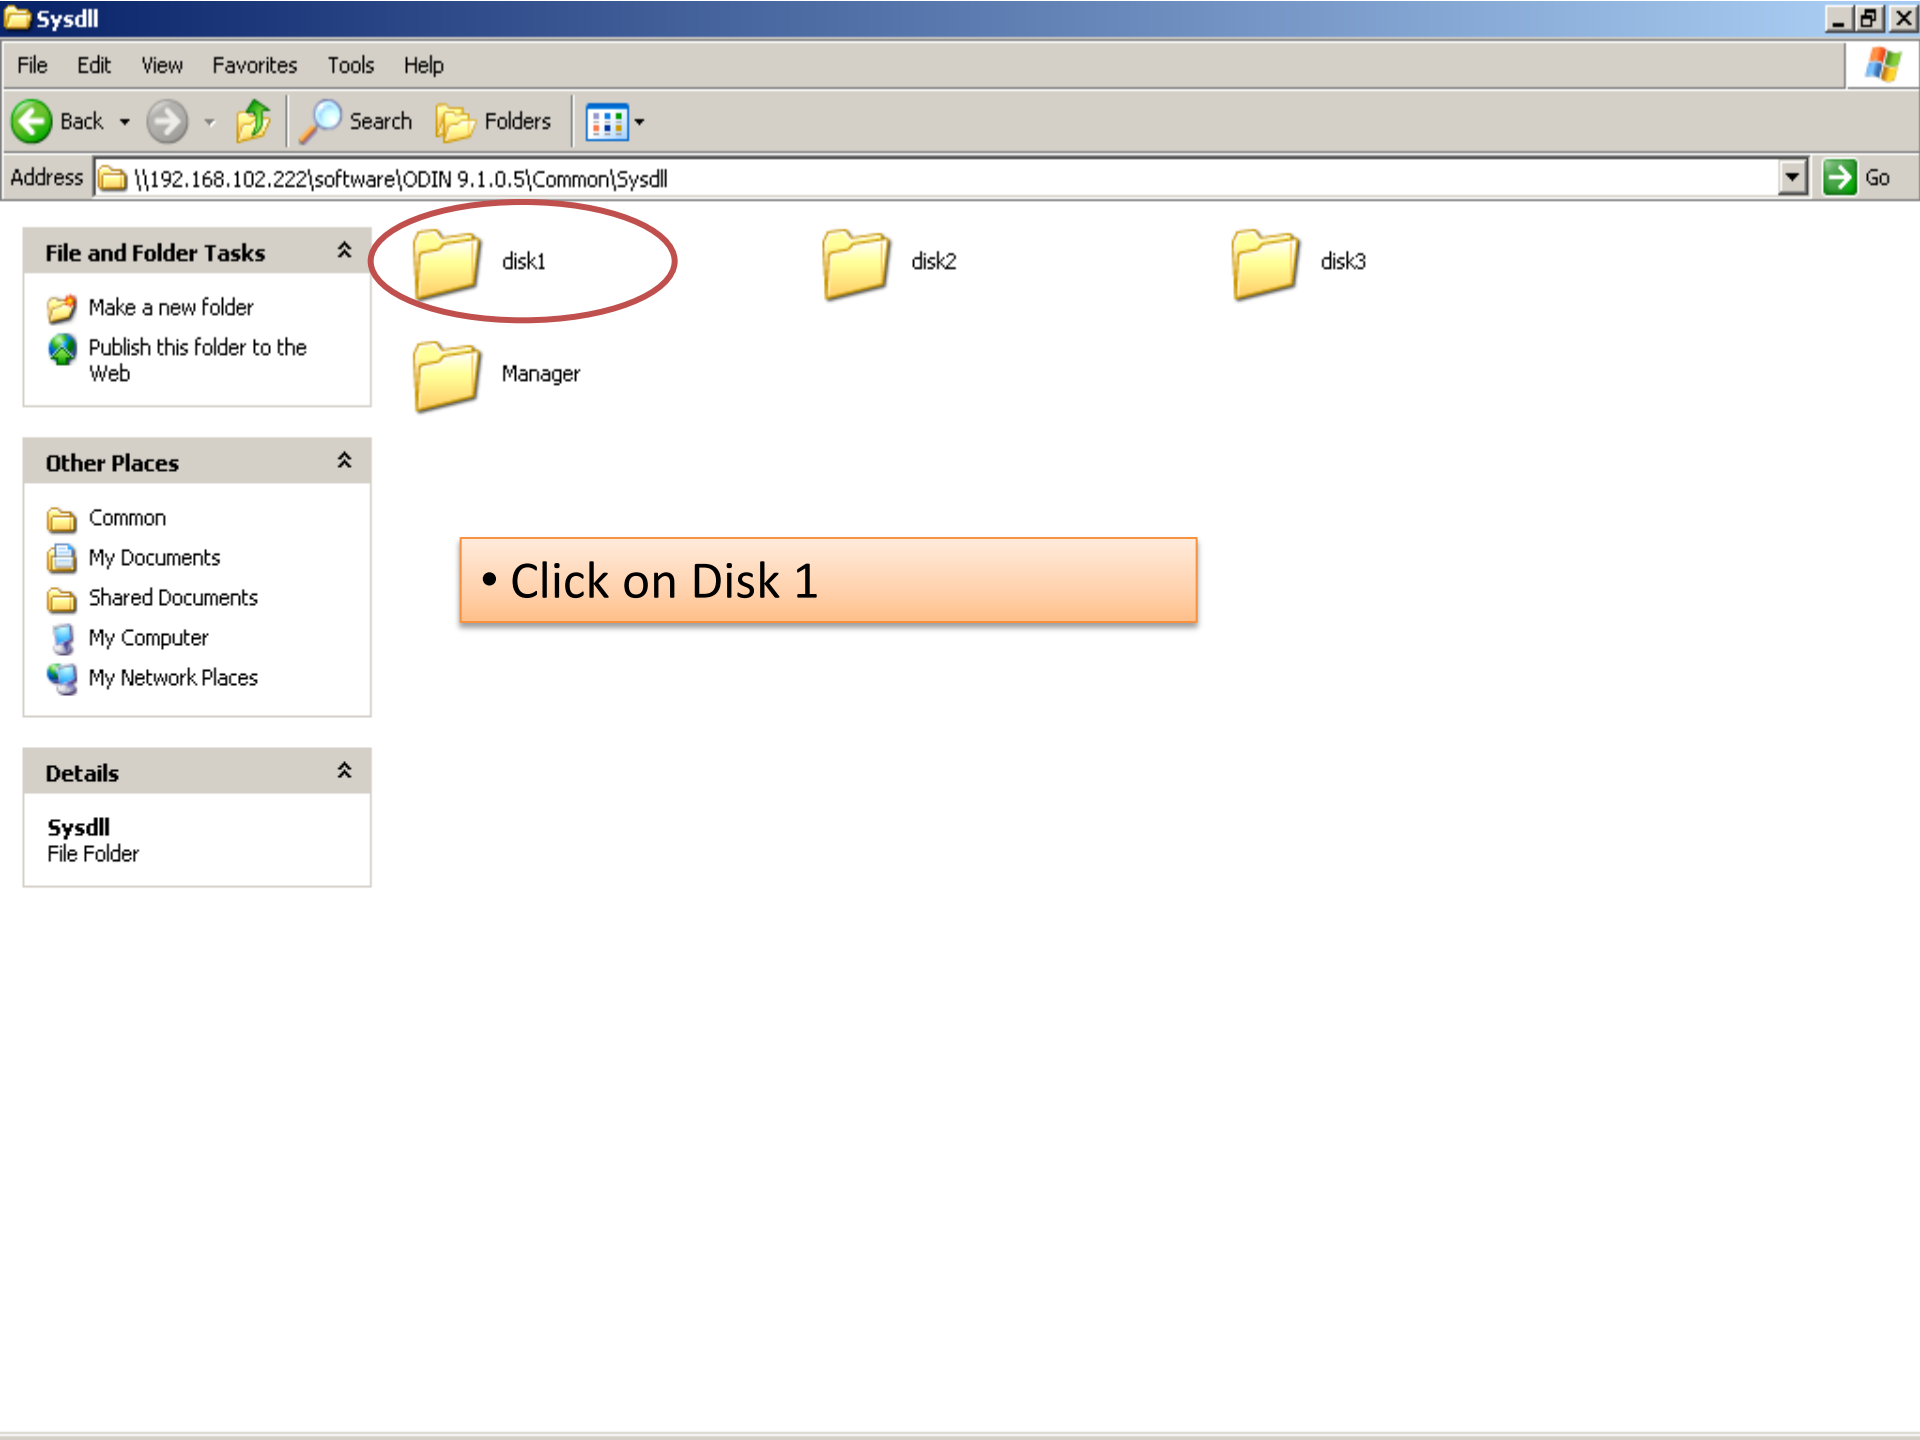 Sysdll
File Edit View Favorites Tools Help
Back Search Folders
Address \\192.168.102.222\software\ODIN 9.1.0.5\Common\Sysdll Go
File and Folder Tasks
Make a new folder
Publish this folder to the
Web
disk1 disk2 disk3
Manager
Other Places
Common
My Documents
Shared Documents
My Computer
My Network Places
• Click on Disk 1
Details
Sysdll
File Folder